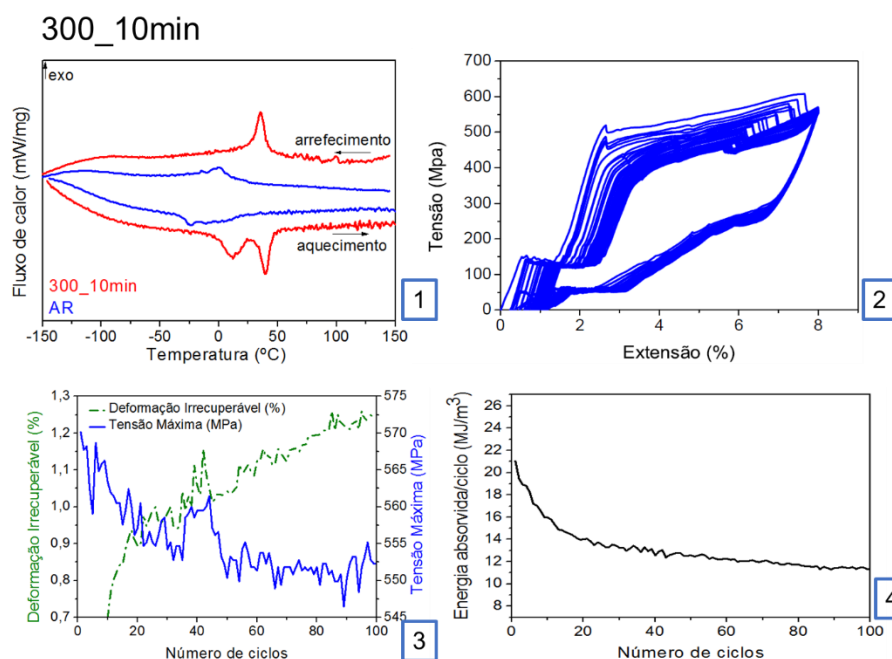 300_10min
exo
arrefecimento
aquecimento
300_10min
AR
-150 -100 -50 0 50 100 150
Temperatura (ºC)
Fluxo de calor (mW/mg)
1
700
600
500
400
300
200
100
0
0 2 4 6 8
Extensão (%)
Tensão (Mpa)
2
Deformação Irrecuperável (%)
Tensão Máxima (MPa)
1,3
1,2
1,1
1,0
0,9
0,8
0,7
575
570
565
560
555
550
545
0 20 40 60 80 100
Número de ciclos
Deformação Irrecuperável (%)
Tensão Máxima (MPa)
3
26
24
22
20
18
16
14
12
10
8
0 20 40 60 80 100
Número de ciclos
Energia absorvida/ciclo (MJ/m³)
4